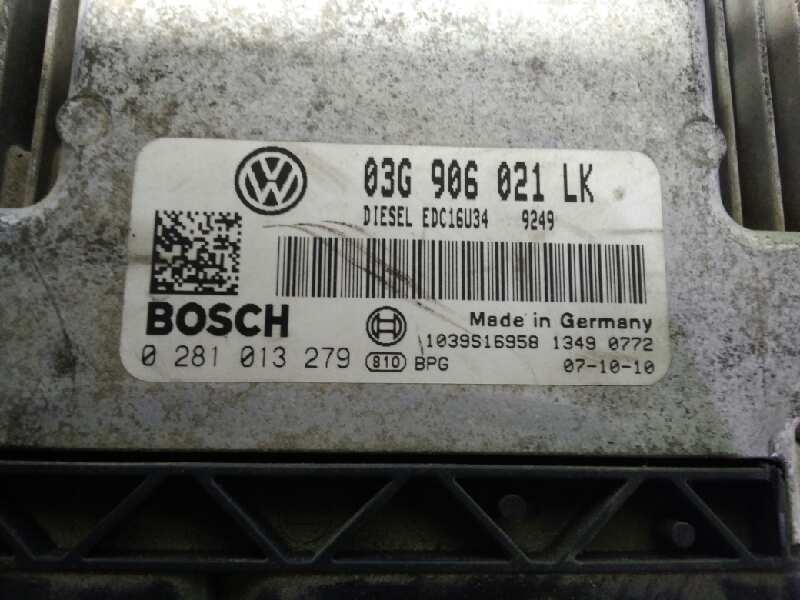 03G 906 021 LK
DIESEL EDC16U34 9249
BOSCH
Made in Germany
0 281 013 279
1039S16958 1349 0772
810 BPG
07-10-10